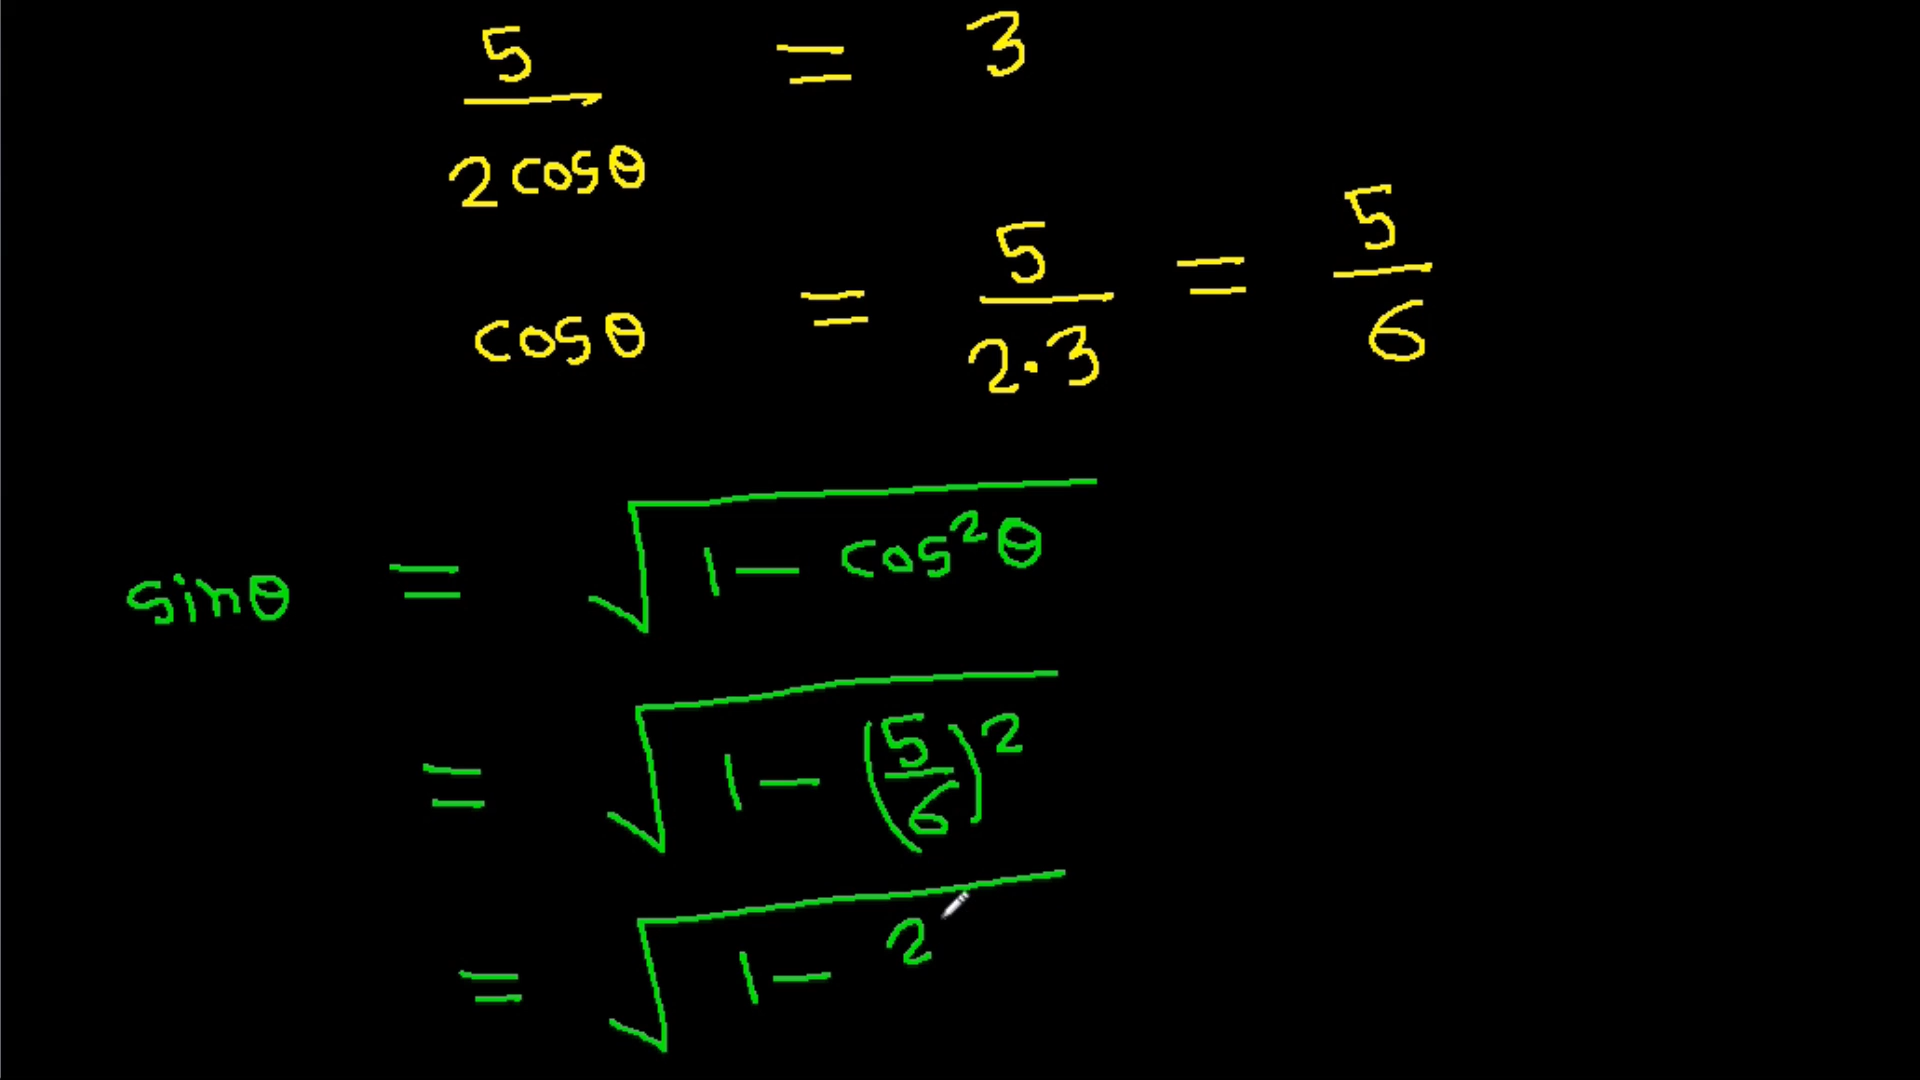 5/(2cosθ) = 3
cosθ = 5/(2·3) = 5/6
sinθ = √(1 − cos²θ)
= √(1 − (5/6)²)
= √(1 − 2